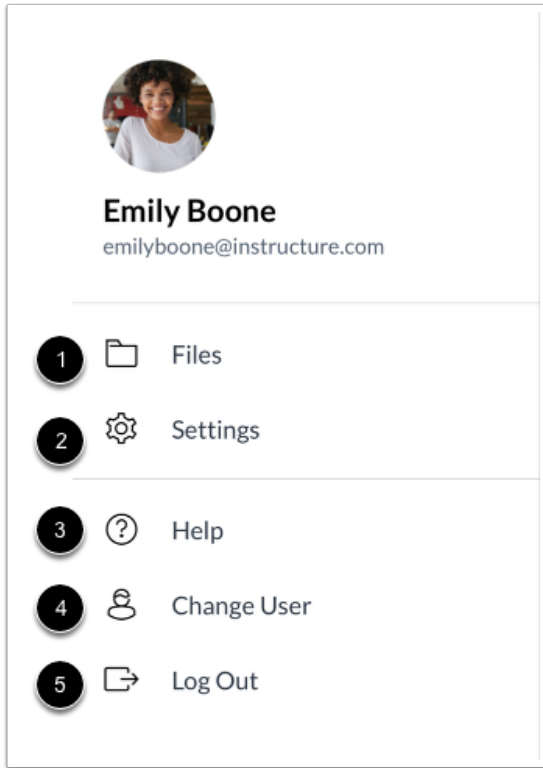 Emily Boone
emilyboone@instructure.com
1 Files
2 Settings
3 Help
4 Change User
5 Log Out